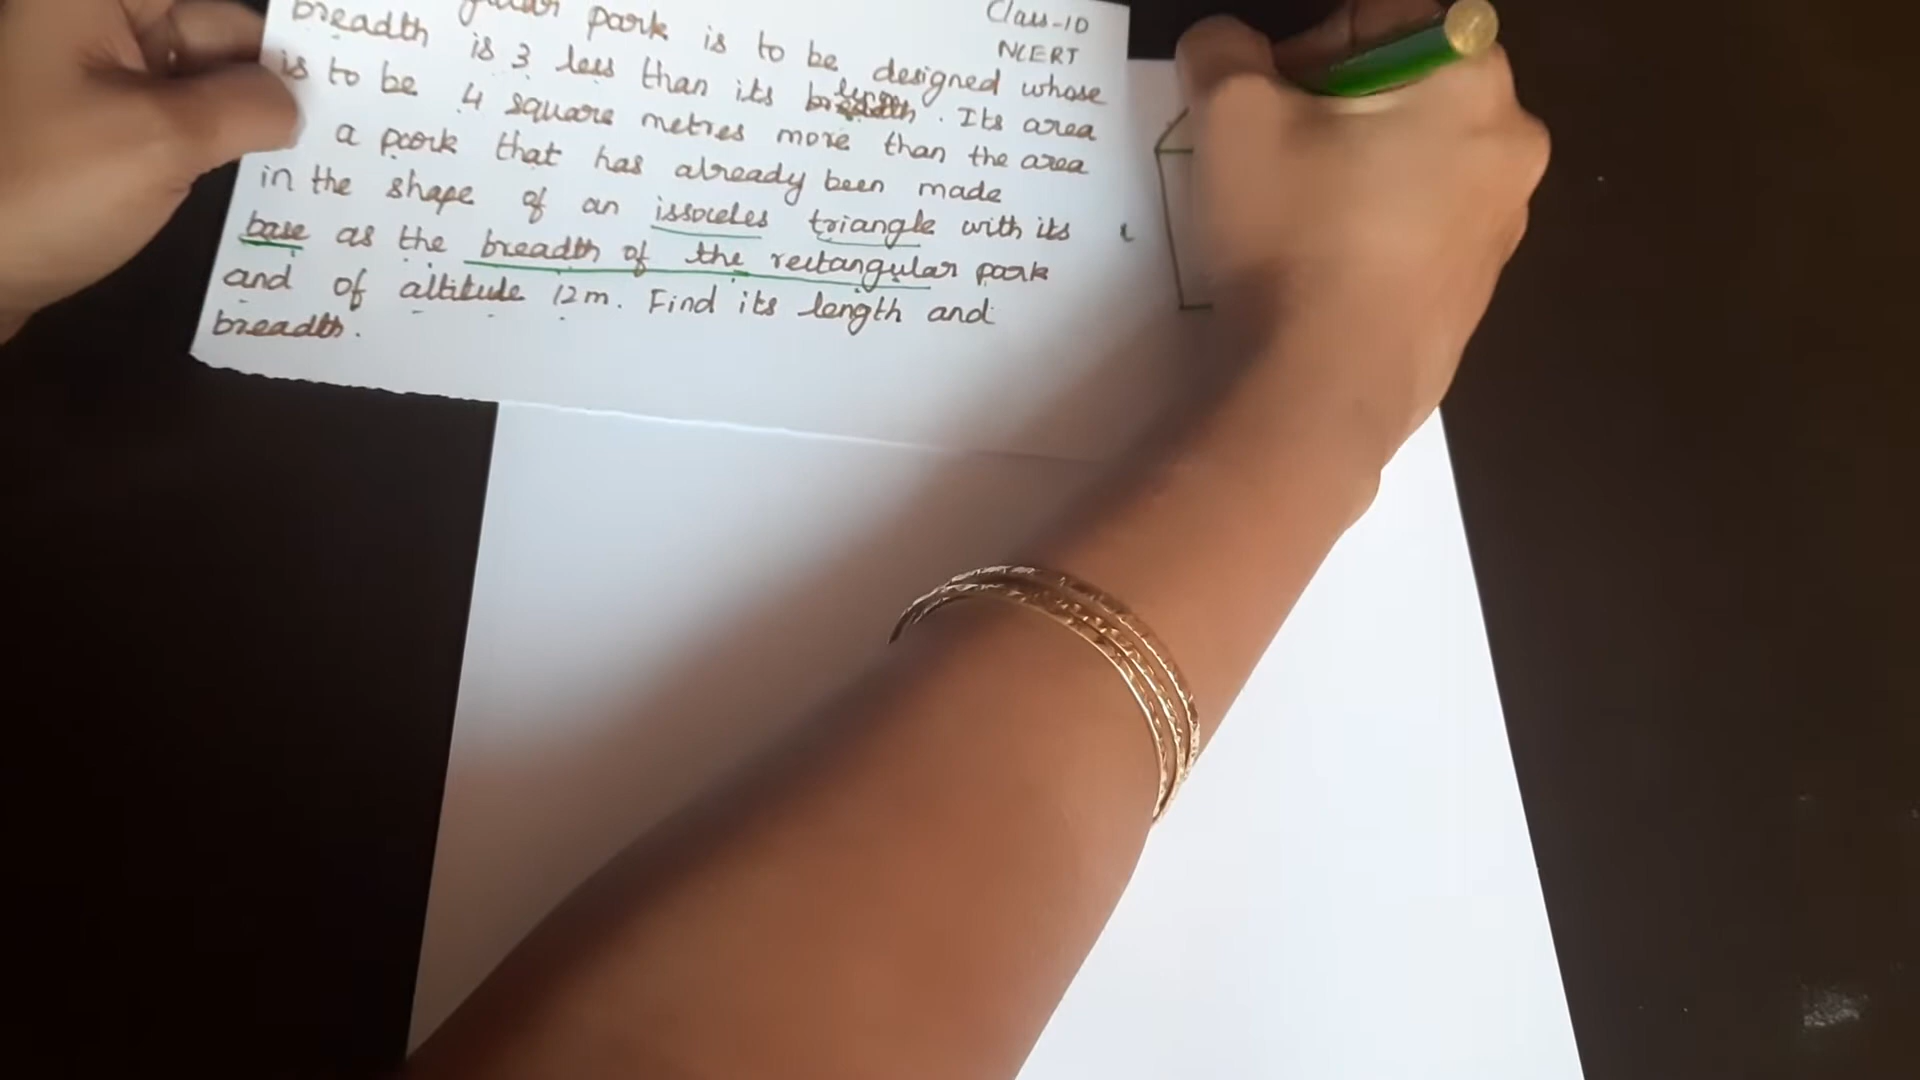 Class-10
NCERT
park is to be designed whose
breadth is 3 less than its length. Its area
is to be 4 square metres more than the area
a park that has already been made
in the shape of an issoceles triangle with its
base as the breadth of the rectangular park
and of altitude 12m. Find its length and
breadth.